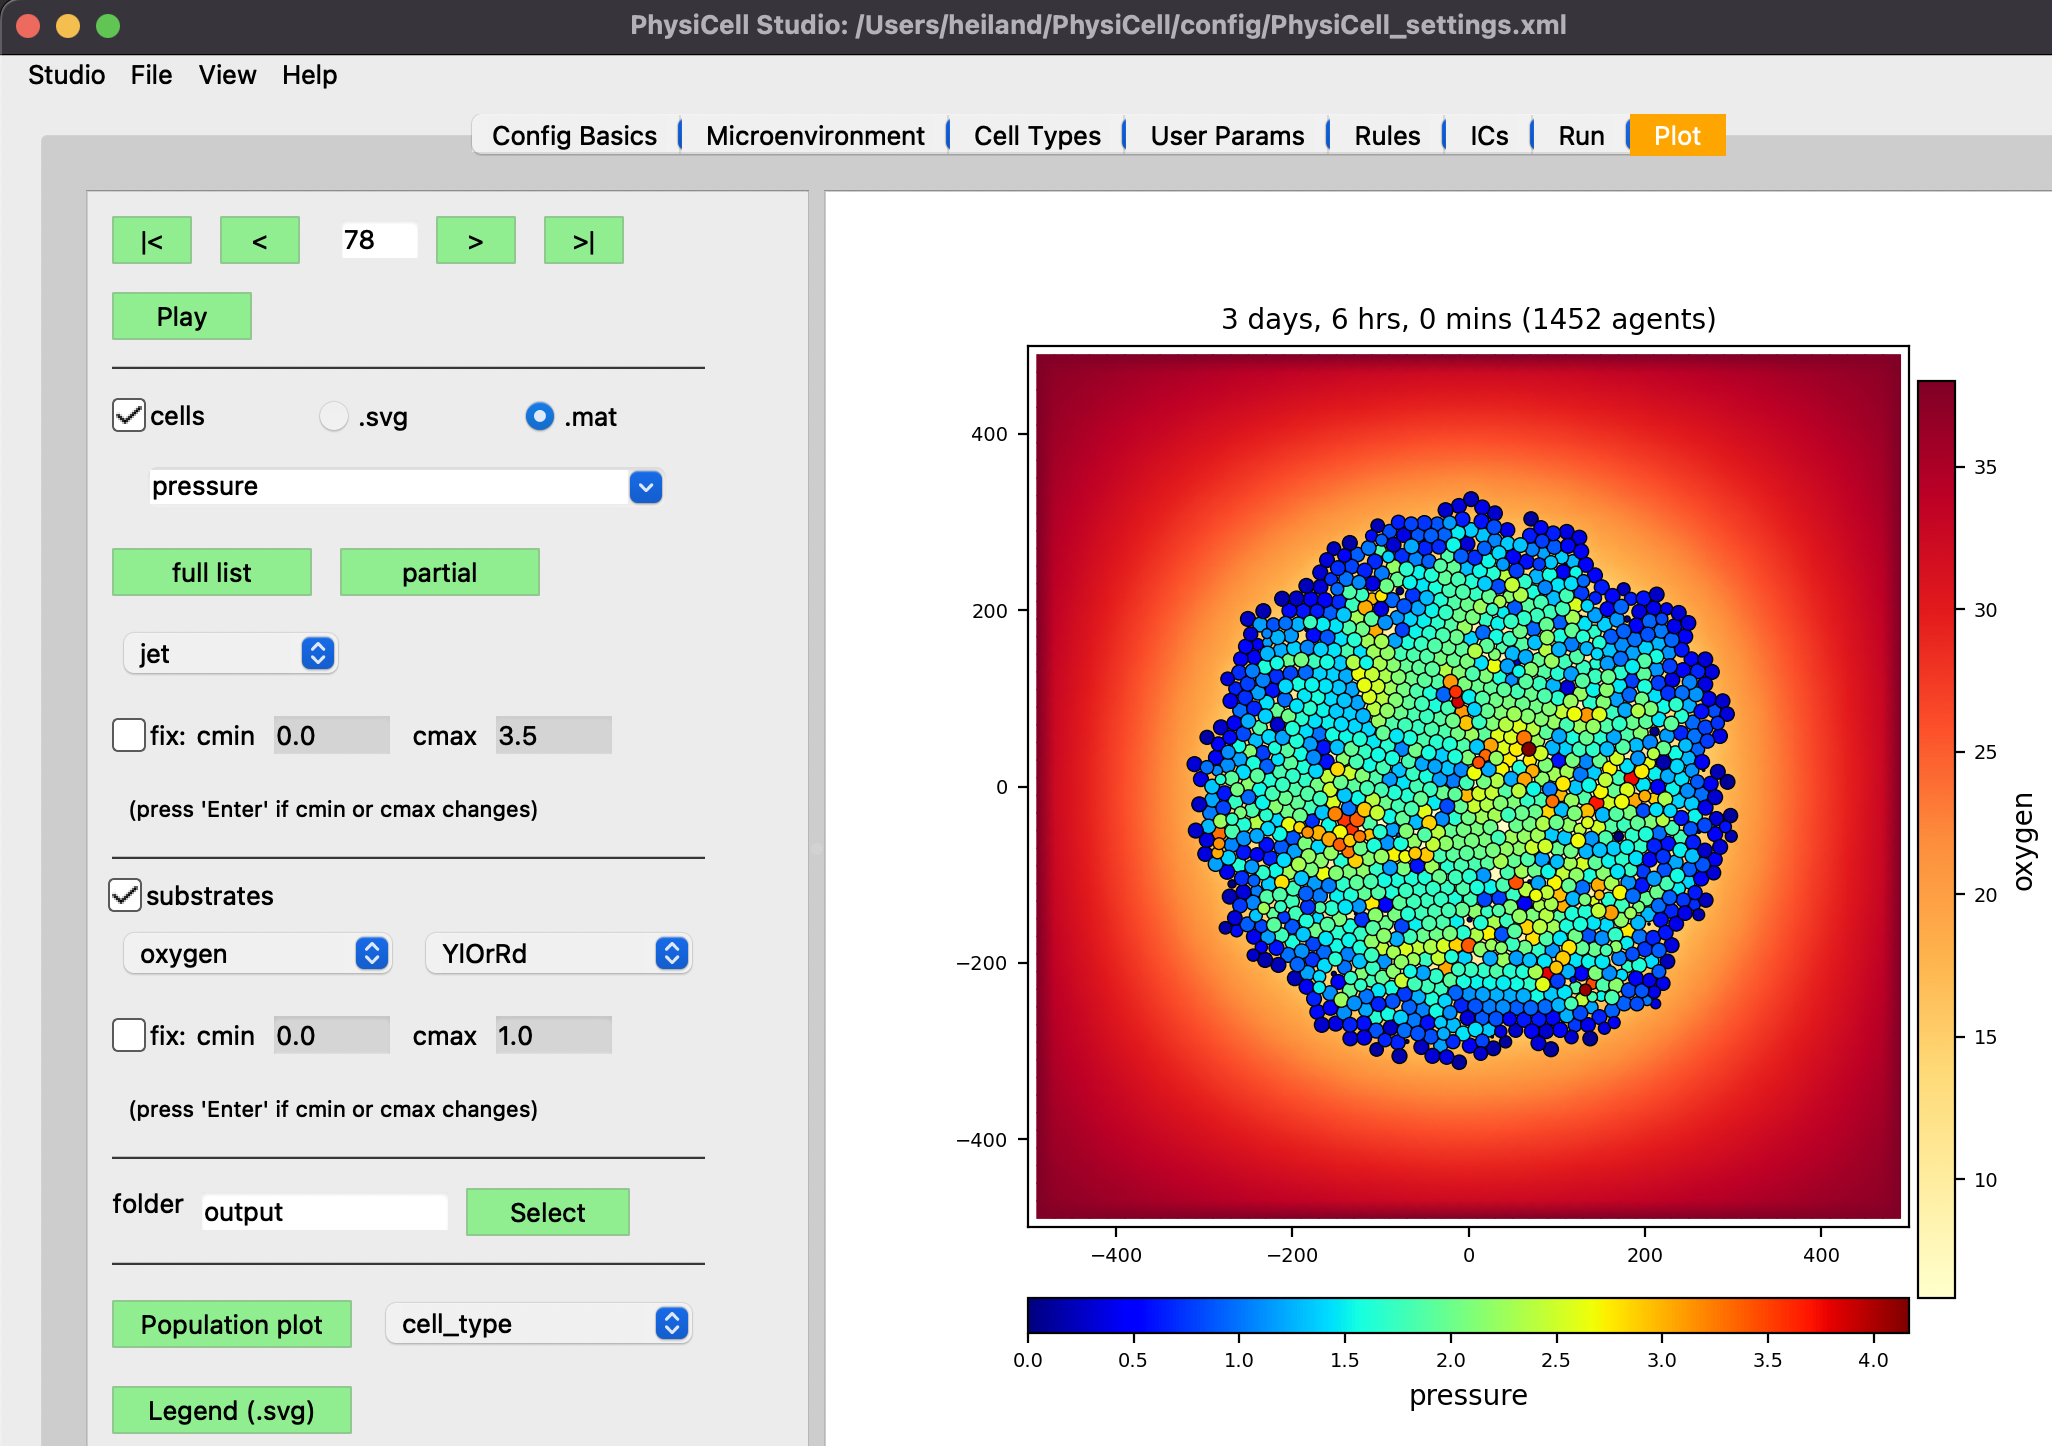 PhysiCell Studio: /Users/heiland/PhysiCell/config/PhysiCell_settings.xml
Studio File View Help
Config Basics Microenvironment Cell Types User Params Rules ICs Run Plot
|< < 78 > >|
Play
cells .svg .mat
pressure
full list partial
jet
fix: cmin 0.0 cmax 3.5
(press 'Enter' if cmin or cmax changes)
substrates
oxygen YlOrRd
fix: cmin 0.0 cmax 1.0
(press 'Enter' if cmin or cmax changes)
folder output Select
Population plot cell_type
Legend (.svg)
3 days, 6 hrs, 0 mins (1452 agents)
400
200
0
−200
−400
−400 −200 0 200 400
35
30
25
20
15
10
oxygen
0.0 0.5 1.0 1.5 2.0 2.5 3.0 3.5 4.0
pressure